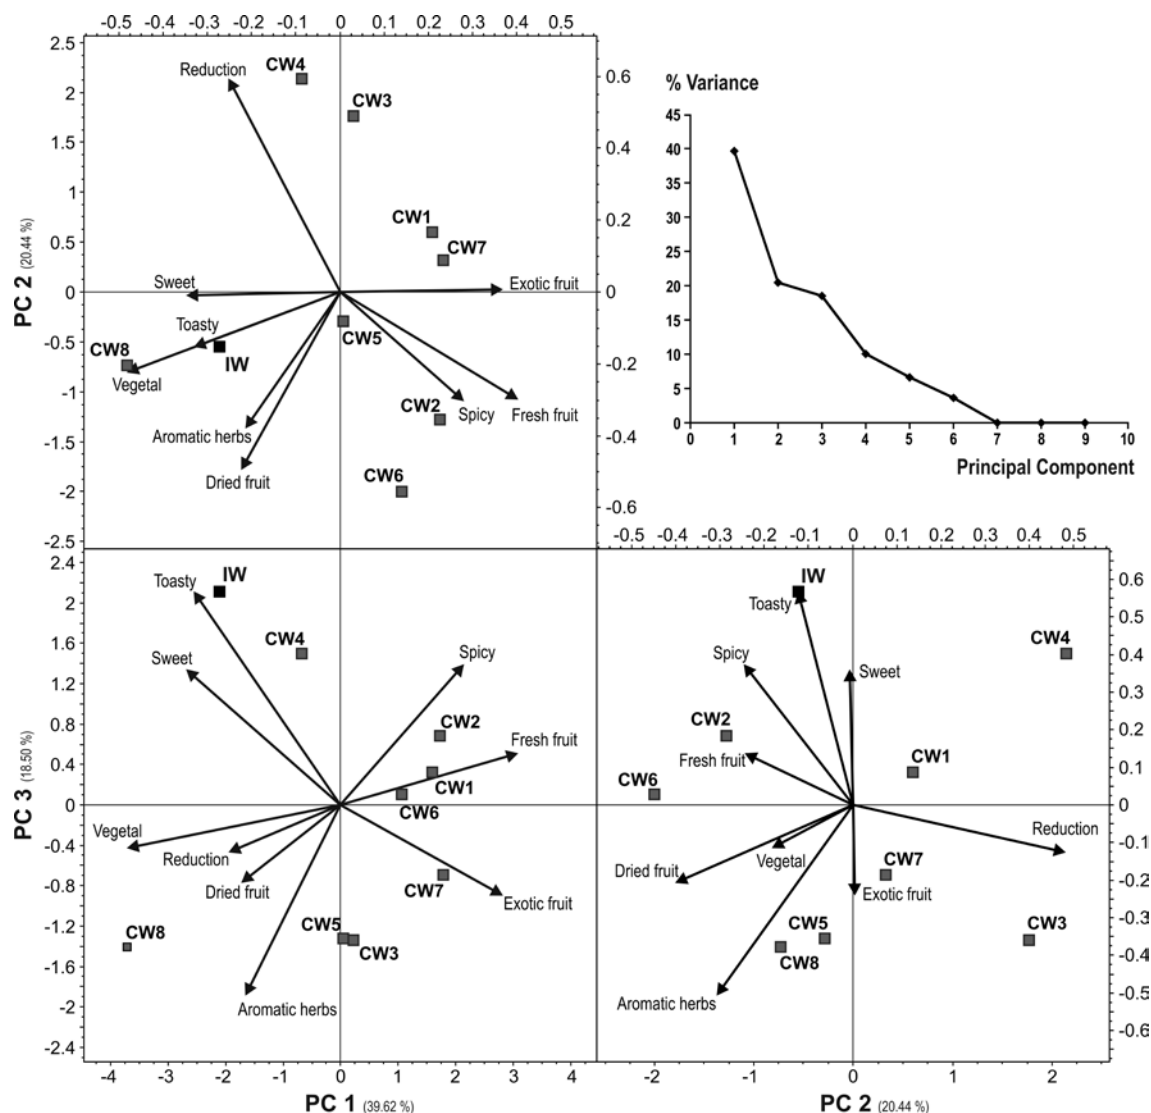 -0.5 -0.4 -0.3 -0.2 -0.1 0 0.1 0.2 0.3 0.4 0.5
2.5
2
1.5
1
0.5
0
-0.5
-1
-1.5
-2
-2.5
PC 2 (20.44 %)
0.6
0.4
0.2
0
-0.2
-0.4
-0.6
Reduction
CW4
CW3
CW1
CW7
Sweet
Exotic fruit
Toasty
CW5
CW8
IW
Vegetal
CW2
Spicy
Fresh fruit
Aromatic herbs
Dried fruit
CW6
% Variance
45
40
35
30
25
20
15
10
5
0
0 1 2 3 4 5 6 7 8 9 10
Principal Component
2.4
2
1.6
1.2
0.8
0.4
0
-0.4
-0.8
-1.2
-1.6
-2
-2.4
PC 3 (18.50 %)
Toasty
IW
CW4
Sweet
Spicy
CW2
Fresh fruit
CW1
CW6
Vegetal
Reduction
Dried fruit
CW7
Exotic fruit
CW8
CW5
CW3
Aromatic herbs
-4 -3 -2 -1 0 1 2 3 4
PC 1 (39.62 %)
-0.5 -0.4 -0.3 -0.2 -0.1 0 0.1 0.2 0.3 0.4 0.5
0.6
0.5
0.4
0.3
0.2
0.1
0
-0.1
-0.2
-0.3
-0.4
-0.5
-0.6
IW
Toasty
CW4
Spicy
Sweet
CW2
Fresh fruit
CW1
CW6
Reduction
Vegetal
Dried fruit
CW7
Exotic fruit
CW5
CW3
CW8
Aromatic herbs
-2 -1 0 1 2
PC 2 (20.44 %)